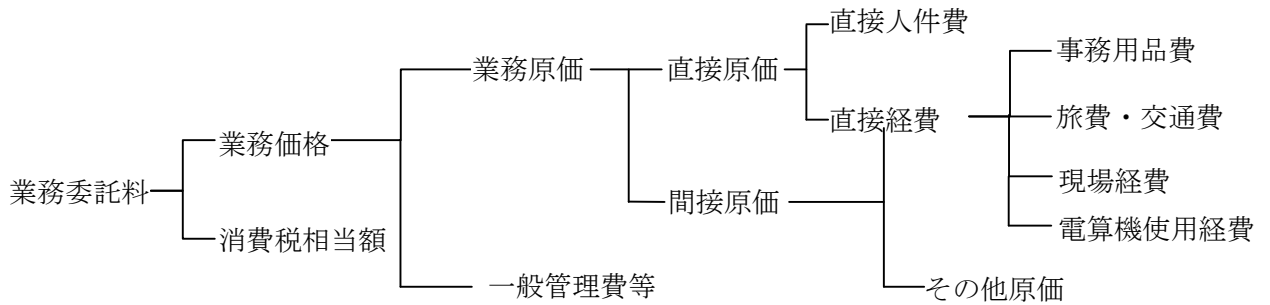 直接人件費
事務用品費
業務原価
直接原価
旅費・交通費
直接経費
業務価格
現場経費
業務委託料
間接原価
電算機使用経費
消費税相当額
一般管理費等
その他原価